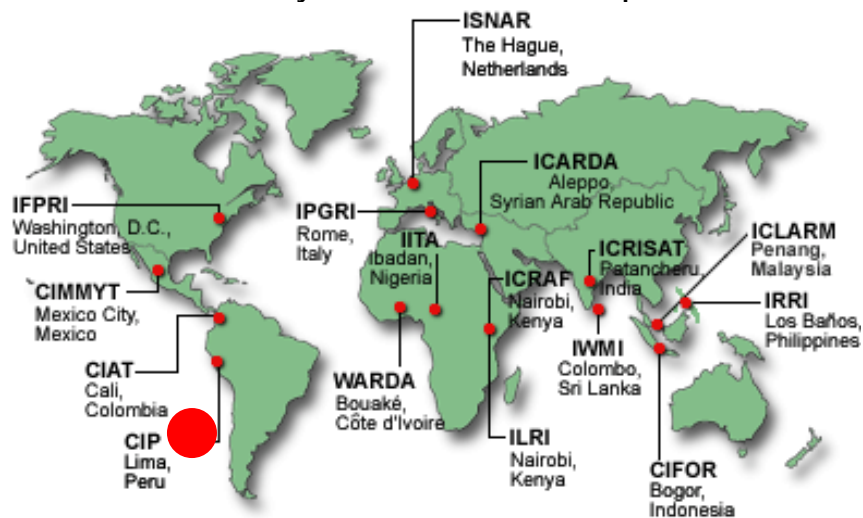 ISNAR
The Hague,
Netherlands
ICARDA
Aleppo,
Syrian Arab Republic
IFPRI
Washington, D.C.,
United States
IPGRI
Rome,
Italy
IITA
Ibadan,
Nigeria
ICRISAT
Patancheru,
India
ICLARM
Penang,
Malaysia
ICRAF
Nairobi,
Kenya
CIMMYT
Mexico City,
Mexico
IRRI
Los Baños,
Philippines
IWMI
Colombo,
Sri Lanka
CIAT
Cali,
Colombia
WARDA
Bouaké,
Côte d'Ivoire
CIP
Lima,
Peru
ILRI
Nairobi,
Kenya
CIFOR
Bogor,
Indonesia